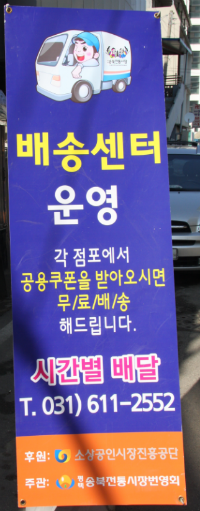 배송센터
운영
각 점포에서
공용쿠폰을 받아오시면
무/료/배/송
해드립니다.
시간별 배달
T. 031) 611-2552
후원: 소상공인시장진흥공단
주관: 평택 송북전통시장번영회